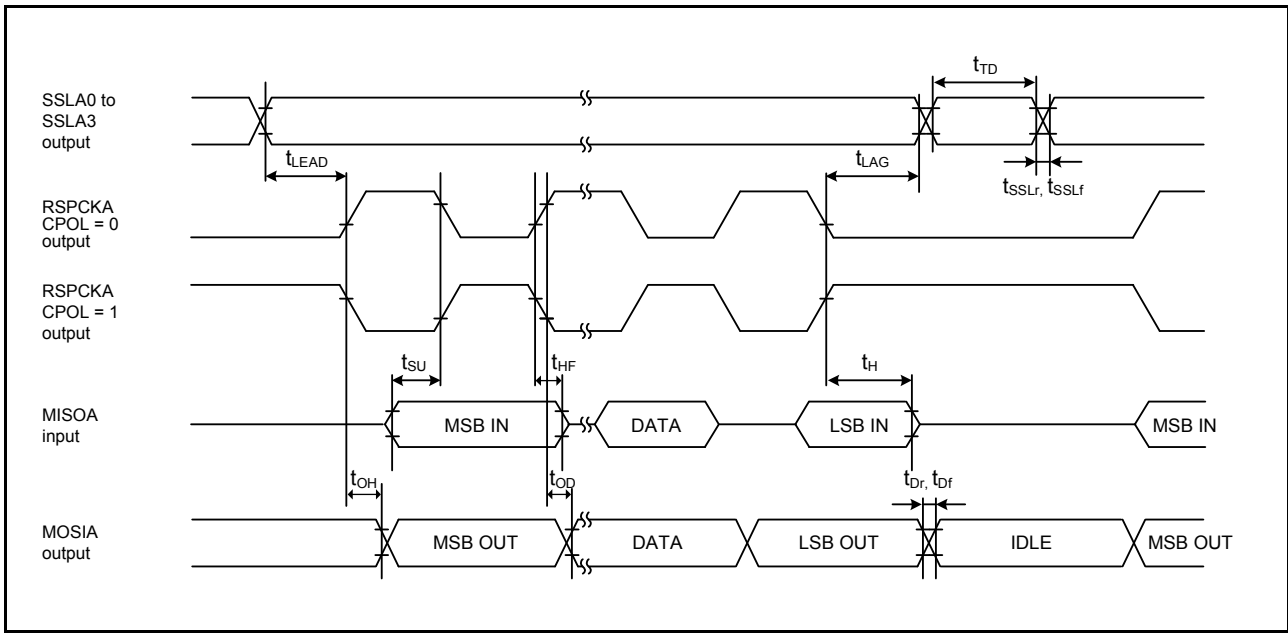 tTD
SSLA0 to
SSLA3
output
tLEAD
tLAG
tSSLr, tSSLf
RSPCKA
CPOL = 0
output
RSPCKA
CPOL = 1
output
tSU
tHF
tH
MISOA
input
MSB IN
DATA
LSB IN
MSB IN
tOH
tOD
tDr, tDf
MOSIA
output
MSB OUT
DATA
LSB OUT
IDLE
MSB OUT